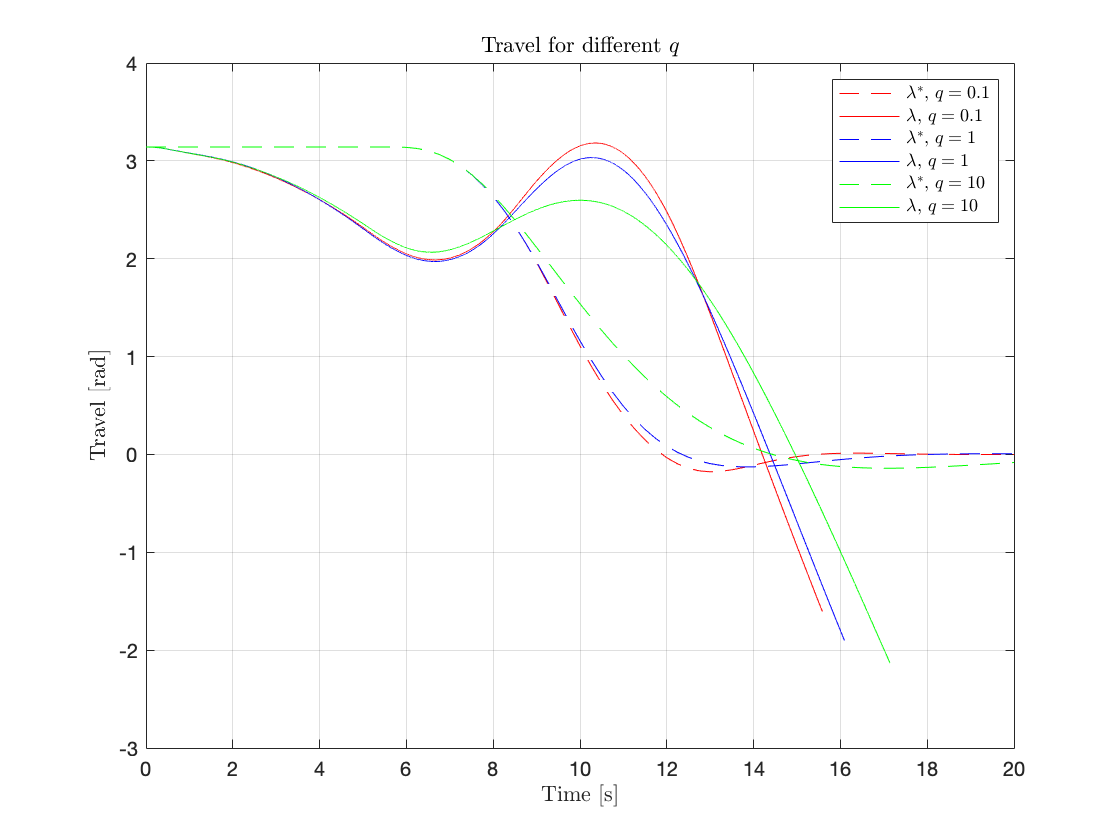 Travel for different q
4
3
2
1
0
-1
-2
-3
Travel [rad]
λ*, q = 0.1
λ, q = 0.1
λ*, q = 1
λ, q = 1
λ*, q = 10
λ, q = 10
0 2 4 6 8 10 12 14 16 18 20
Time [s]